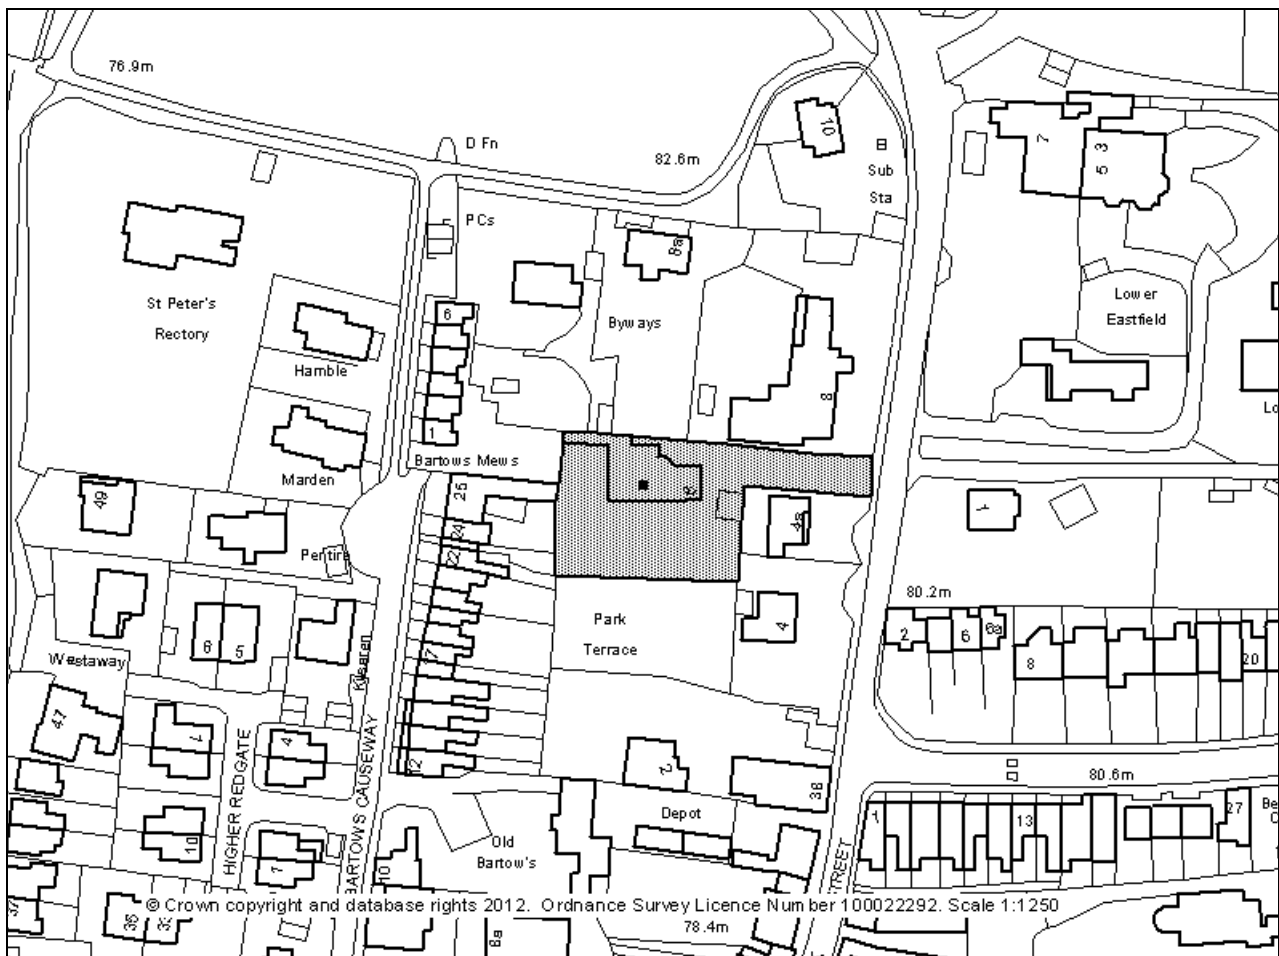 76.9m
D Fn
82.6m
10
Sub
Sta
7
3
5
PCs
8a
St Peter's
Rectory
6
Byways
Lower
Eastfield
Hamble
8
1
Bartows Mews
Marden
25
49
24
4a
1
Pentire
22
80.2m
Park
Terrace
4
2
6
6a
6
5
17
8
20
Westaway
47
7
4
12
2
36
80.6m
HIGHER REDGATE
BARTOWS CAUSEWAY
Depot
1
13
27
10
7
Old
Bartow's
10
STREET
© Crown copyright and database rights 2012. Ordnance Survey Licence Number 100022292. Scale 1:1250
37
35
78.4m
6a